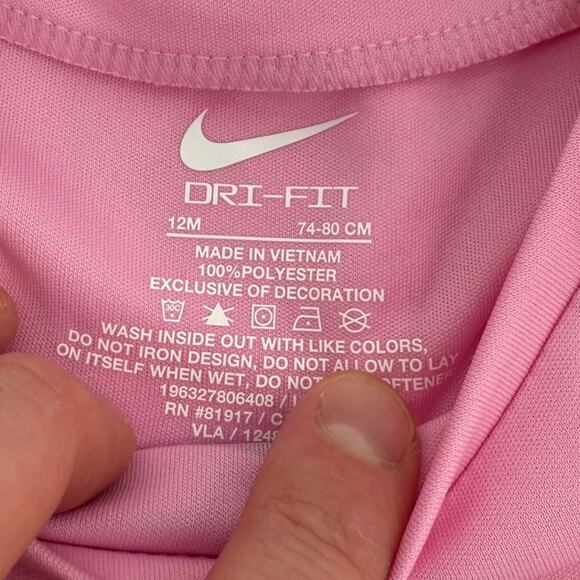 DRI-FIT
12M 74-80 CM
MADE IN VIETNAM
100%POLYESTER
EXCLUSIVE OF DECORATION
30C
WASH INSIDE OUT WITH LIKE COLORS,
DO NOT IRON DESIGN, DO NOT ALLOW TO LAY
ON ITSELF WHEN WET, DO
196327806408 /
RN #81917 /
VLA /